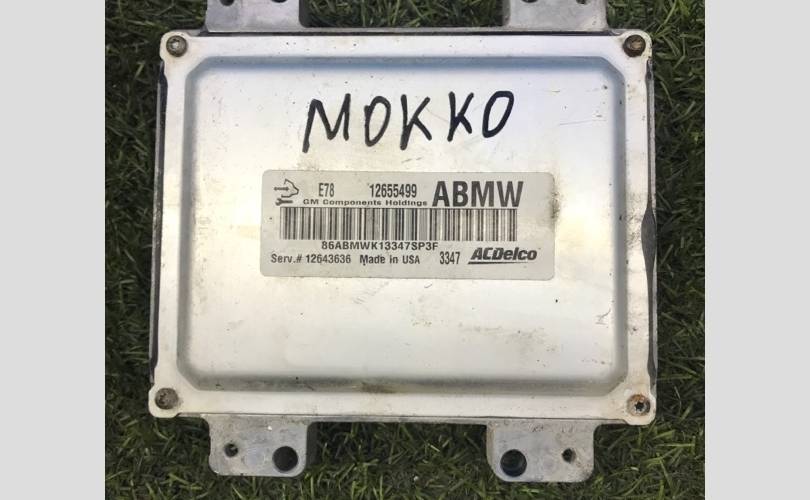 MOKKO
E78 12655499 ABMW
GM Components Holdings
86ABMWK13347SP3F
Serv.# 12643636 Made in USA 3347 ACDelco